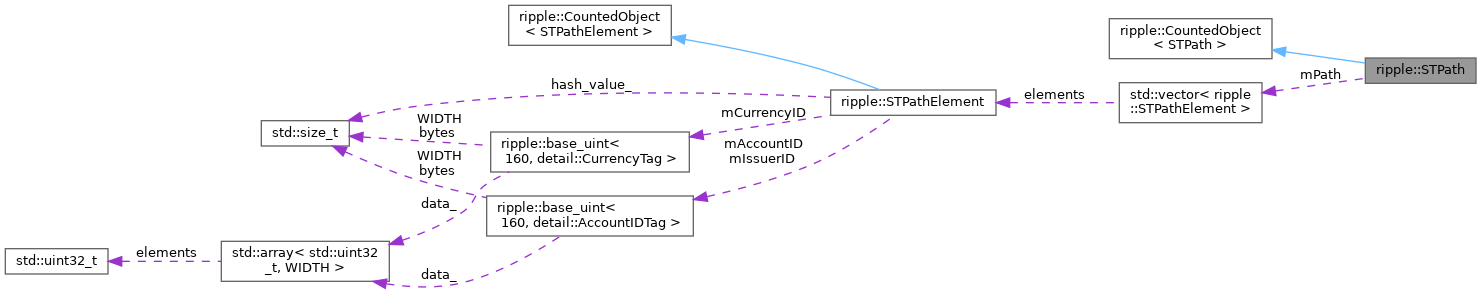 ripple::CountedObject
< STPathElement >
ripple::CountedObject
< STPath >
ripple::STPath
mPath
hash_value_
ripple::STPathElement
elements
std::vector< ripple
::STPathElement >
mCurrencyID
WIDTH
bytes
std::size_t
ripple::base_uint<
160, detail::CurrencyTag >
mAccountID
mIssuerID
WIDTH
bytes
data_
ripple::base_uint<
160, detail::AccountIDTag >
std::uint32_t
elements
std::array< std::uint32
_t, WIDTH >
data_